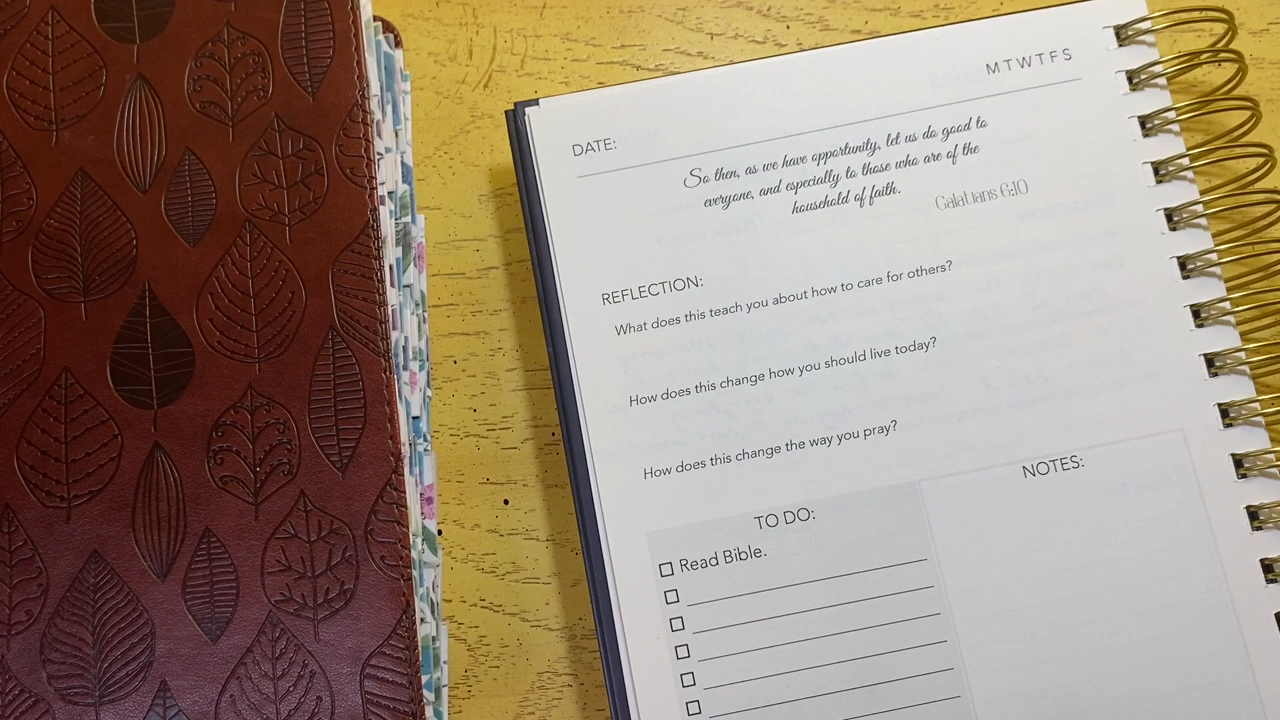 M T W T F S
DATE:
So then, as we have opportunity, let us do good to
everyone, and especially to those who are of the
household of faith.
Galatians 6:10
REFLECTION:
What does this teach you about how to care for others?
How does this change how you should live today?
How does this change the way you pray?
TO DO:
Read Bible.
NOTES: